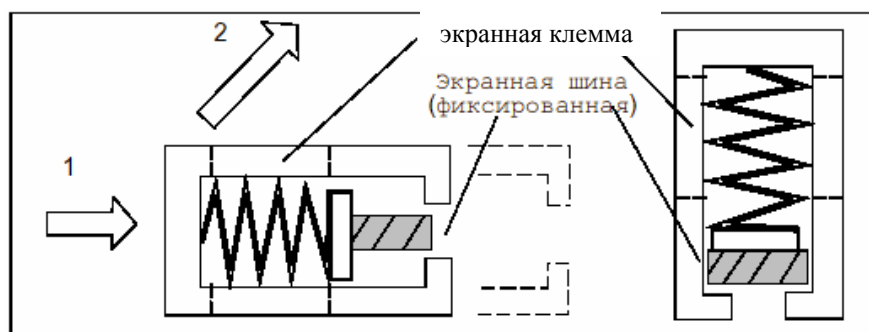 2
экранная клемма
Экранная шина
(фиксированная)
1